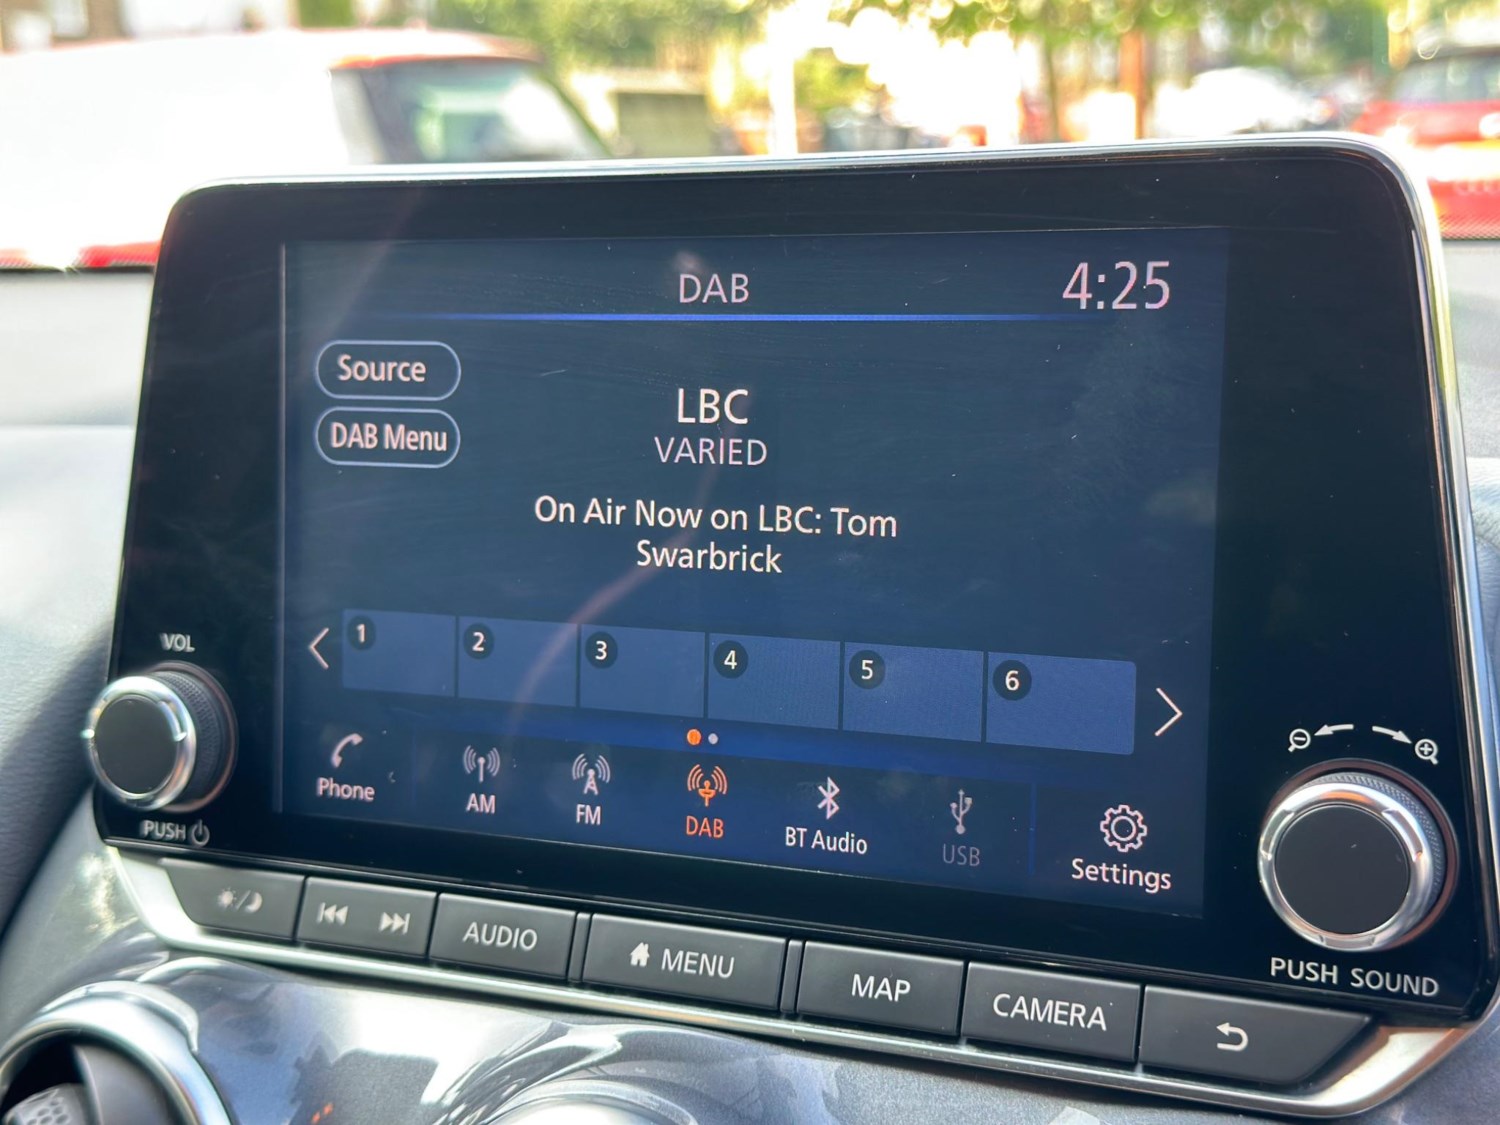 DAB
4:25
Source
DAB Menu
LBC
VARIED
On Air Now on LBC: Tom
Swarbrick
1 2 3 4 5 6
Phone
AM
FM
DAB
BT Audio
USB
Settings
VOL
PUSH
PUSH SOUND
AUDIO
MENU
MAP
CAMERA